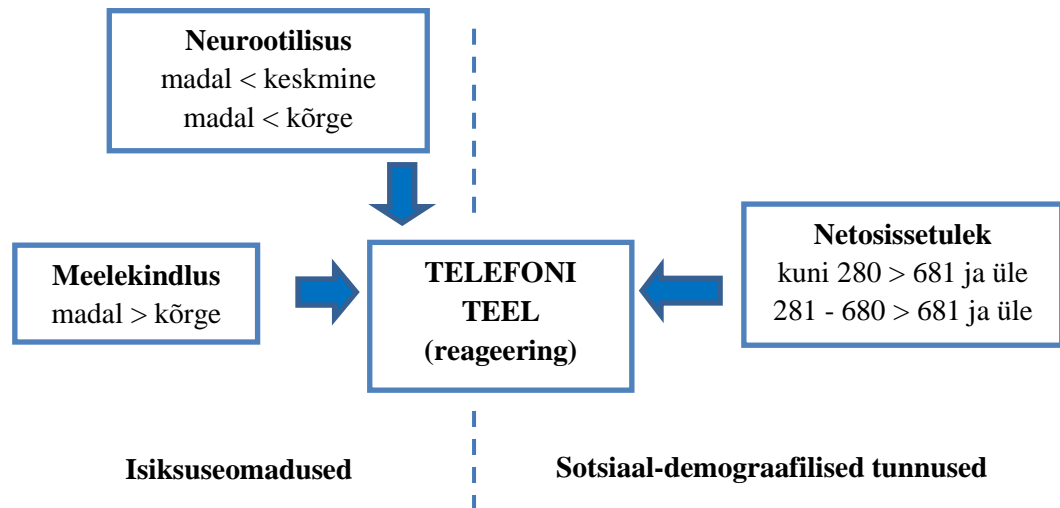 Neurootilisus
madal < keskmine
madal < kõrge
Meelekindlus
madal > kõrge
TELEFONI
TEEL
(reageering)
Netosissetulek
kuni 280 > 681 ja üle
281 - 680 > 681 ja üle
Isiksuseomadused
Sotsiaal-demograafilised tunnused